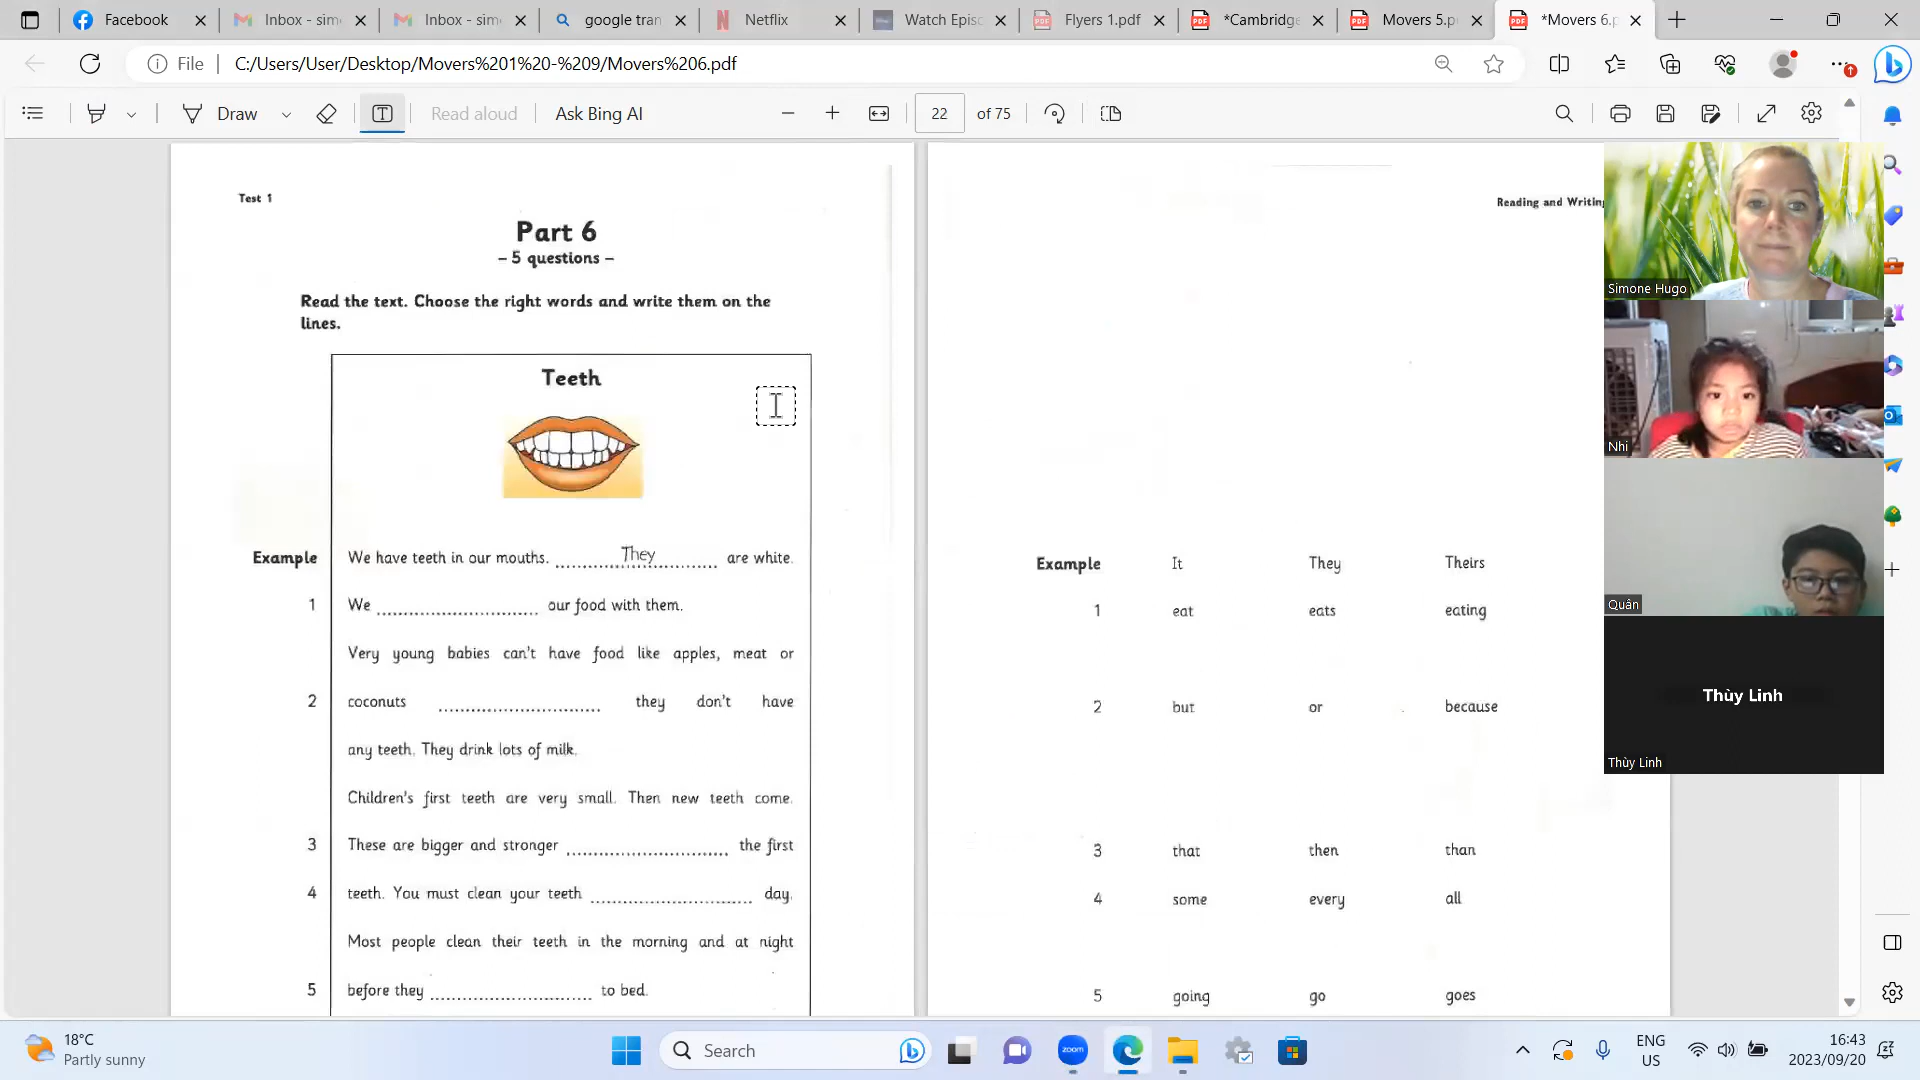 Facebook
Inbox - sim
Inbox - sim
google tran
Netflix
Watch Epis
Flyers 1.pdf
*Cambridge
Movers 5.p
*Movers 6.p
File
C:/Users/User/Desktop/Movers%201%20-%209/Movers%206.pdf
Draw
Read aloud
Ask Bing AI
22 of 75
Test 1
Part 6
– 5 questions –
Read the text. Choose the right words and write them on the
lines.
Teeth
Example We have teeth in our mouths. They are white.
1 We ........................... our food with them.
Very young babies can't have food like apples, meat or
2 coconuts ........................... they don't have
any teeth. They drink lots of milk.
Children's first teeth are very small. Then new teeth come.
3 These are bigger and stronger ........................... the first
4 teeth. You must clean your teeth ........................... day.
Most people clean their teeth in the morning and at night
5 before they ........................... to bed.
Reading and Writing
Example It They Theirs
1 eat eats eating
2 but or because
3 that then than
4 some every all
5 going go goes
Simone Hugo
Nhi
Quân
Thùy Linh
Thùy Linh
18°C
Partly sunny
Search
zoom
ENG
US
16:43
2023/09/20